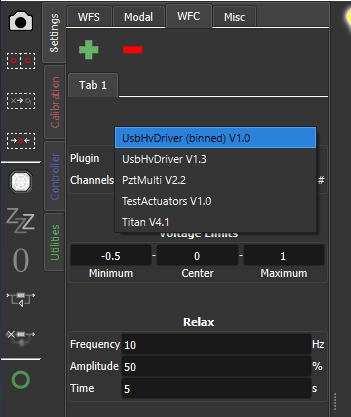 WFS Modal WFC Misc
Settings
Calibration
Controller
Utilities
Tab 1
UsbHvDriver (binned) V1.0
Plugin UsbHvDriver V1.3
Channels PztMulti V2.2 #
TestActuators V1.0
Titan V4.1
Voltage Limits
-0.5 - 0 - 1
Minimum Center Maximum
Relax
Frequency 10 Hz
Amplitude 50 %
Time 5 s
ZZZ
0